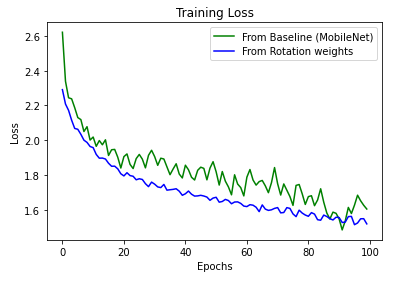 Training Loss
From Baseline (MobileNet)
From Rotation weights
Loss
2.6
2.4
2.2
2.0
1.8
1.6
0
20
40
60
80
100
Epochs